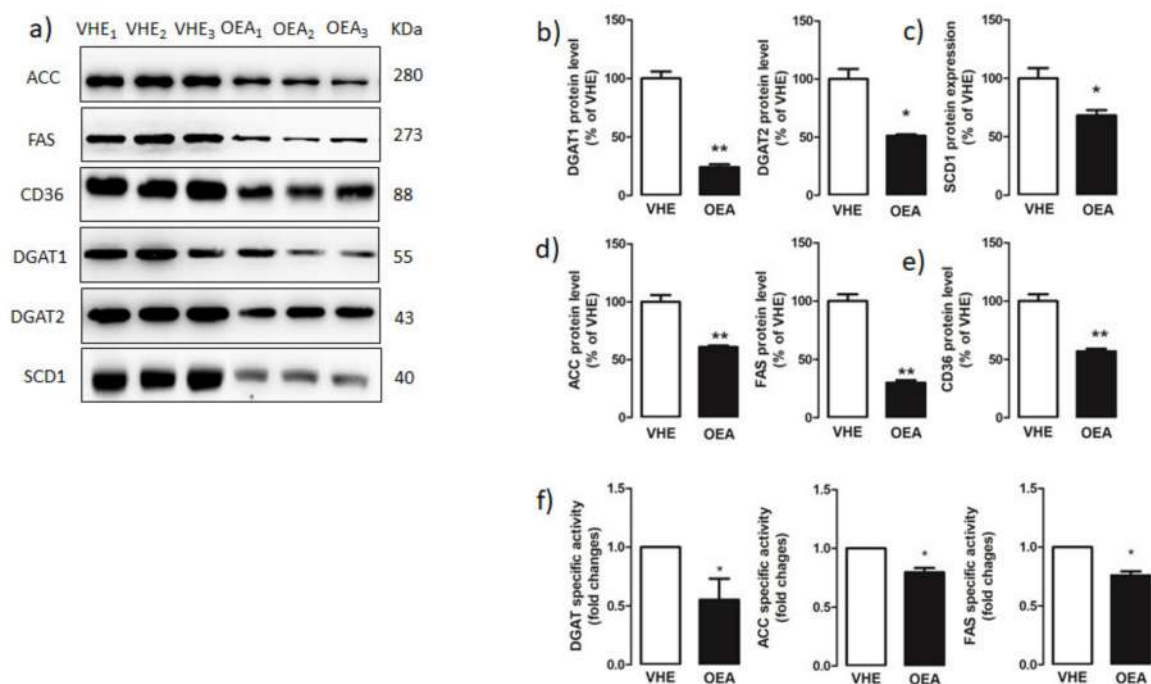 a)
VHE₁ VHE₂ VHE₃ OEA₁ OEA₂ OEA₃ KDa
ACC 280
FAS 273
CD36 88
DGAT1 55
DGAT2 43
SCD1 40
b)
DGAT1 protein level
(% of VHE)
150
100
50
0
**
VHE OEA
DGAT2 protein level
(% of VHE)
150
100
50
0
*
VHE OEA
c)
SCD1 protein expression
(% of VHE)
150
100
50
0
*
VHE OEA
d)
ACC protein level
(% of VHE)
150
100
50
0
**
VHE OEA
FAS protein level
(% of VHE)
150
100
50
0
**
VHE OEA
e)
CD36 protein level
(% of VHE)
150
100
50
0
**
VHE OEA
f)
DGAT specific activity
(fold changes)
1.5
1.0
0.5
0.0
*
VHE OEA
ACC specific activity
(fold chages)
1.5
1.0
0.5
0.0
*
VHE OEA
FAS specific activity
(fold chages)
1.5
1.0
0.5
0.0
*
VHE OEA